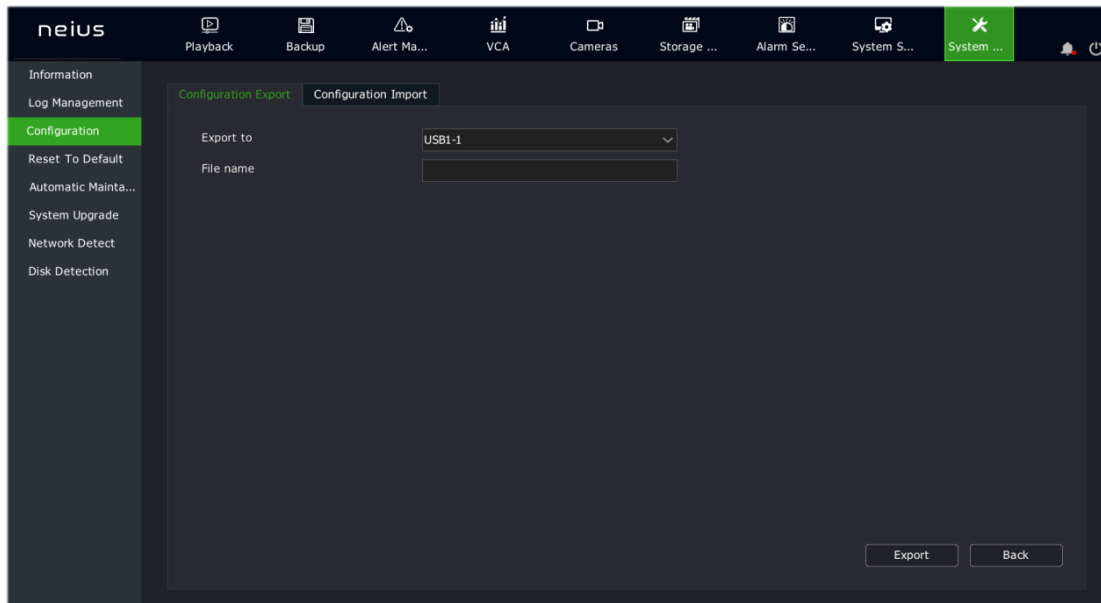 neius
Playback
Backup
Alert Ma...
VCA
Cameras
Storage ...
Alarm Se...
System S...
System ...
Information
Log Management
Configuration
Reset To Default
Automatic Mainta...
System Upgrade
Network Detect
Disk Detection
Configuration Export
Configuration Import
Export to
USB1-1
File name
Export
Back